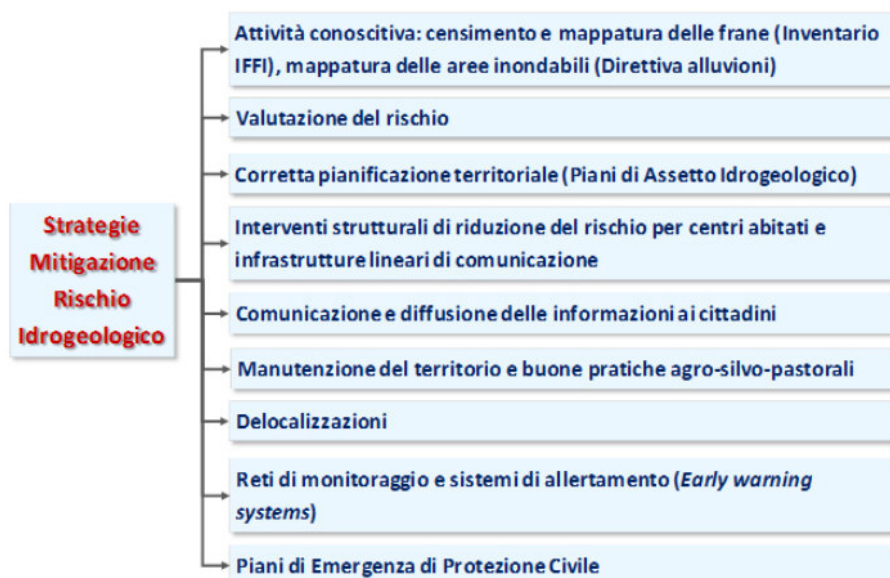 Strategie
Mitigazione
Rischio
Idrogeologico
Attività conoscitiva: censimento e mappatura delle frane (Inventario
IFFI), mappatura delle aree inondabili (Direttiva alluvioni)
Valutazione del rischio
Corretta pianificazione territoriale (Piani di Assetto Idrogeologico)
Interventi strutturali di riduzione del rischio per centri abitati e
infrastrutture lineari di comunicazione
Comunicazione e diffusione delle informazioni ai cittadini
Manutenzione del territorio e buone pratiche agro-silvo-pastorali
Delocalizzazioni
Reti di monitoraggio e sistemi di allertamento (Early warning
systems)
Piani di Emergenza di Protezione Civile